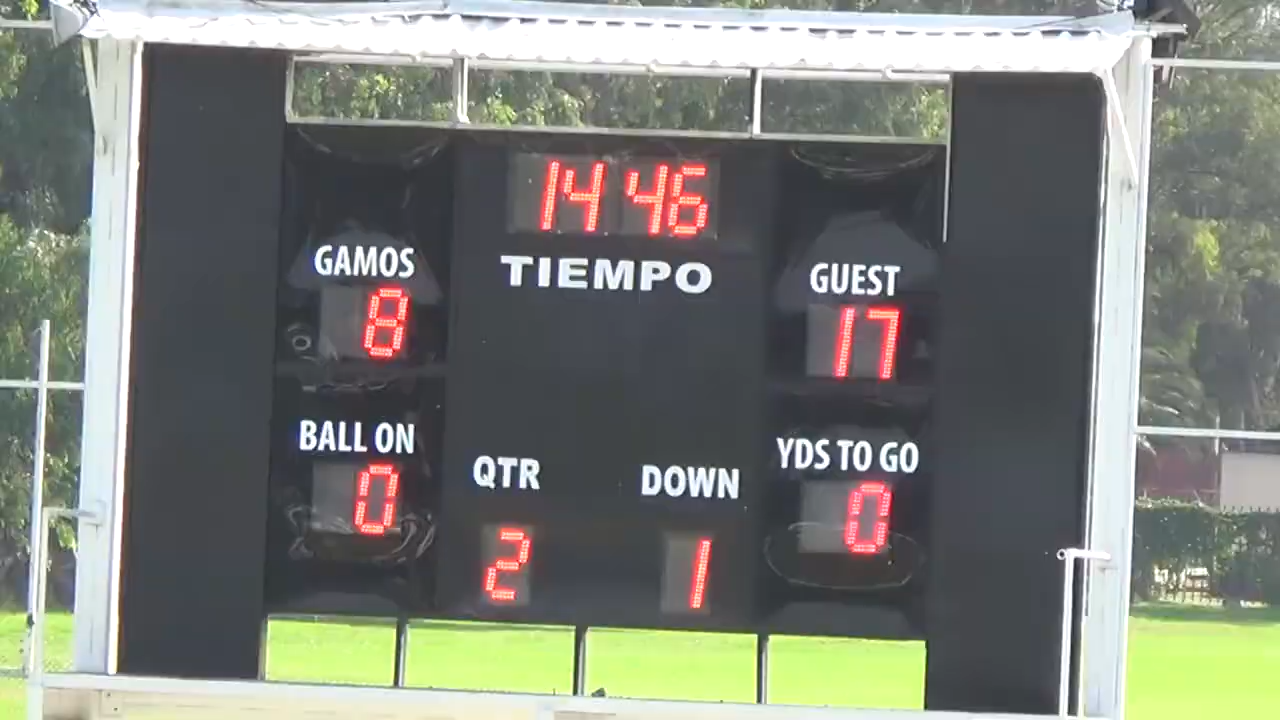 14 46
TIEMPO
GAMOS
8
GUEST
17
BALL ON
0
QTR
2
DOWN
1
YDS TO GO
0